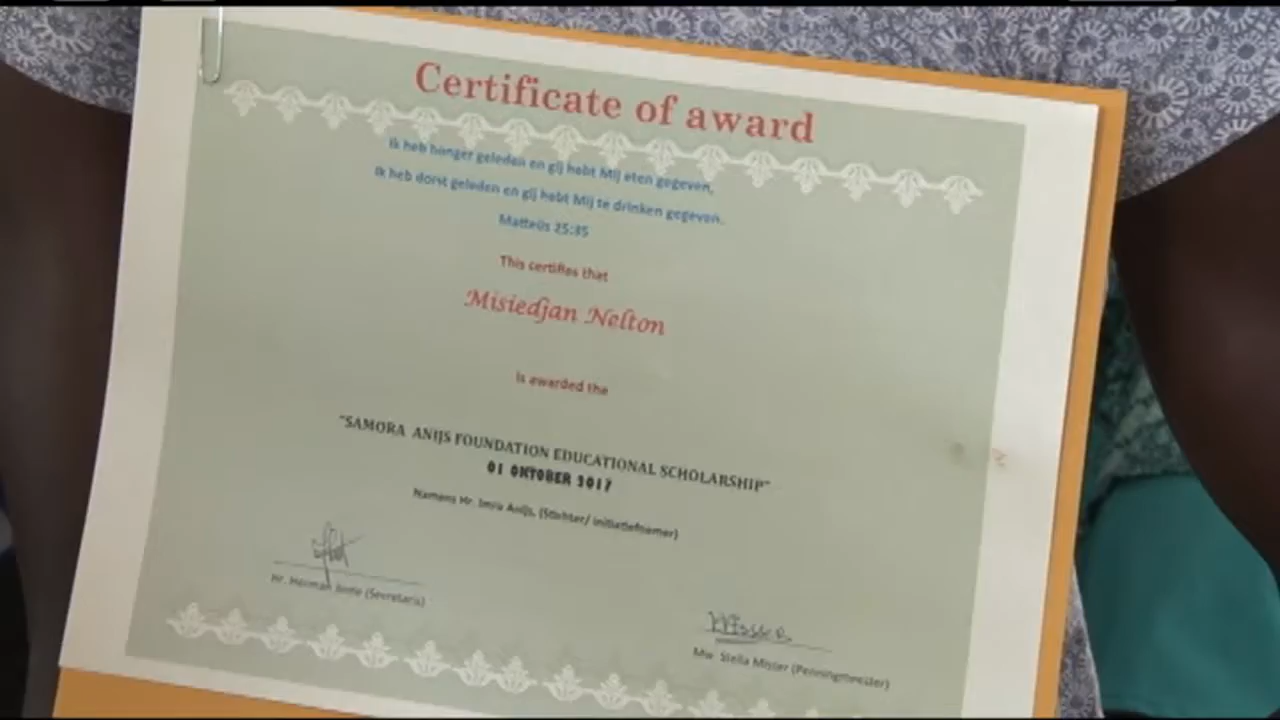 Certificate of award
Ik heb honger geleden en gij hebt Mij eten gegeven,
Ik heb dorst geleden en gij hebt Mij te drinken gegeven.
Matteüs 25:35
This certifies that
Misiedjan Nelton
is awarded the
"SAMORA ANIJS FOUNDATION EDUCATIONAL SCHOLARSHIP"
01 OKTOBER 2017
Namens Hr. Imro Anijs, (Stichter/ initiatiefnemer)
Hr. Herman (Secretaris)
Misser
Mw. Stella Misser (Penningmeester)